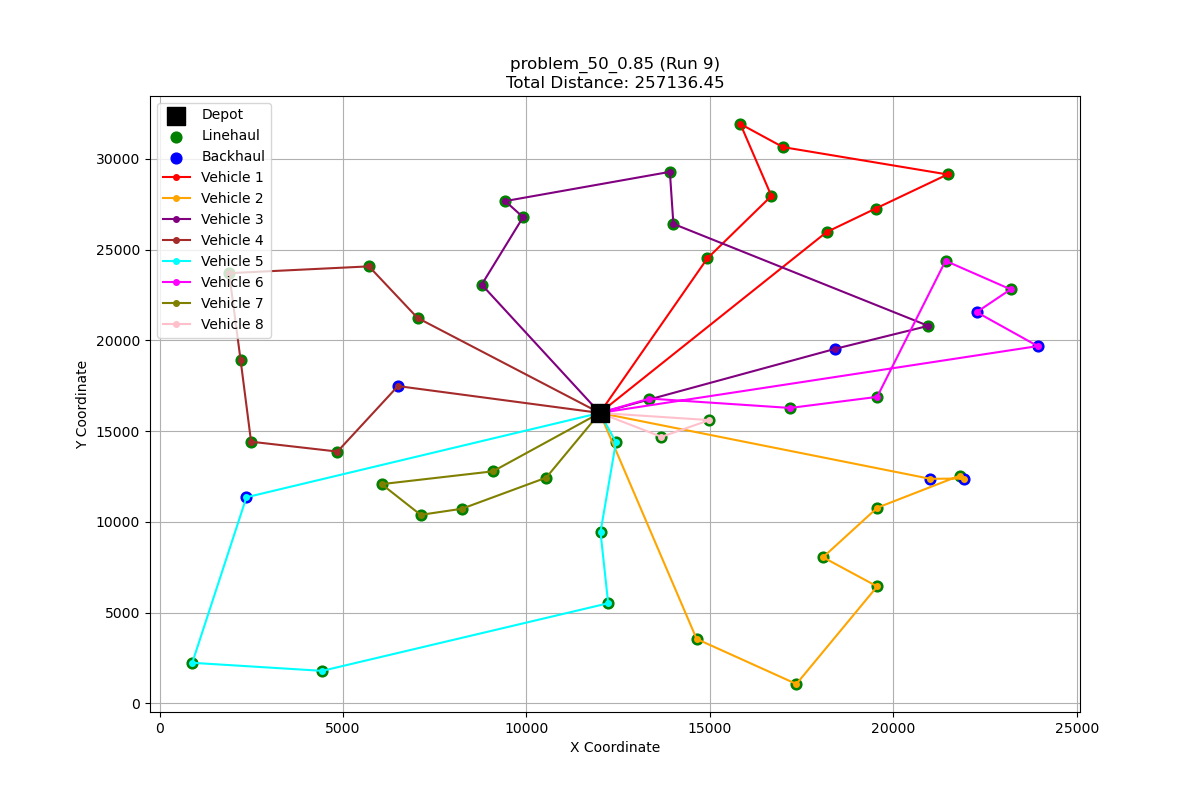 problem_50_0.85 (Run 9)
Total Distance: 257136.45
Depot
Linehaul
Backhaul
Vehicle 1
Vehicle 2
Vehicle 3
Vehicle 4
Vehicle 5
Vehicle 6
Vehicle 7
Vehicle 8
30000
25000
20000
15000
10000
5000
0
Y Coordinate
0
5000
10000
15000
20000
25000
X Coordinate